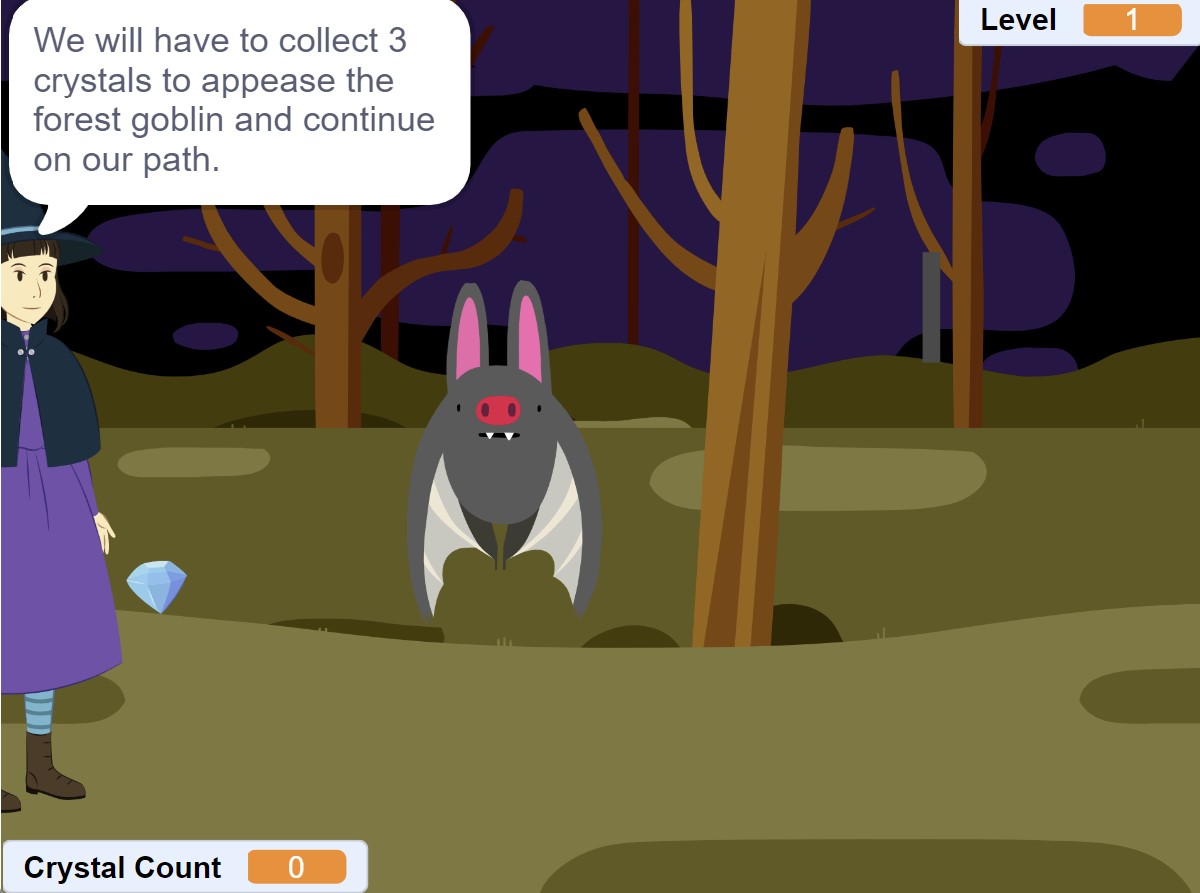 We will have to collect 3
crystals to appease the
forest goblin and continue
on our path.
Level 1
Crystal Count 0